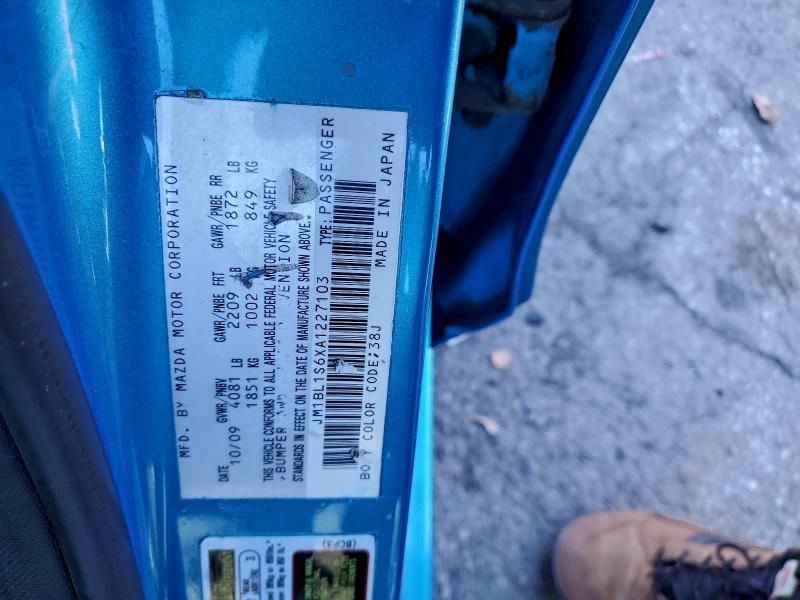 MFD. BY MAZDA MOTOR CORPORATION
DATE GVWR/PNBV GAWR/PNBE FRT GAWR/PNBE RR
10/09 4081 LB 2209 LB 1872 LB
1851 KG 1002 KG 849 KG
THIS VEHICLE CONFORMS TO ALL APPLICABLE FEDERAL MOTOR VEHICLE SAFETY
, BUMPER
STANDARDS IN EFFECT ON THE DATE OF MANUFACTURE SHOWN ABOVE.
JM1BL1S6XA1227103 TYPE: PASSENGER
BODY COLOR CODE;38J MADE IN JAPAN
(BCP3)